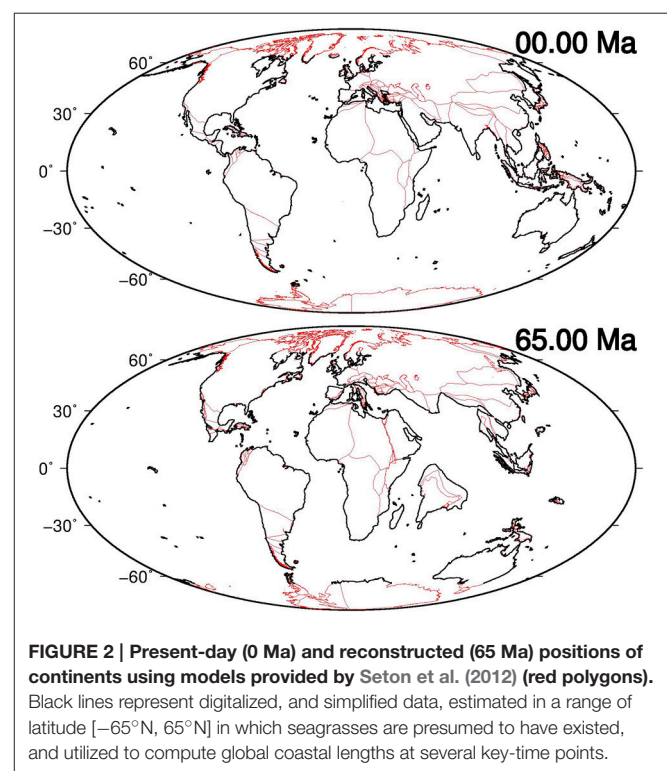 00.00 Ma
60°
30°
0°
−30°
−60°
65.00 Ma
60°
30°
0°
−30°
−60°
FIGURE 2 | Present-day (0 Ma) and reconstructed (65 Ma) positions of
continents using models provided by Seton et al. (2012) (red polygons).
Black lines represent digitalized, and simplified data, estimated in a range of
latitude [−65°N, 65°N] in which seagrasses are presumed to have existed,
and utilized to compute global coastal lengths at several key-time points.